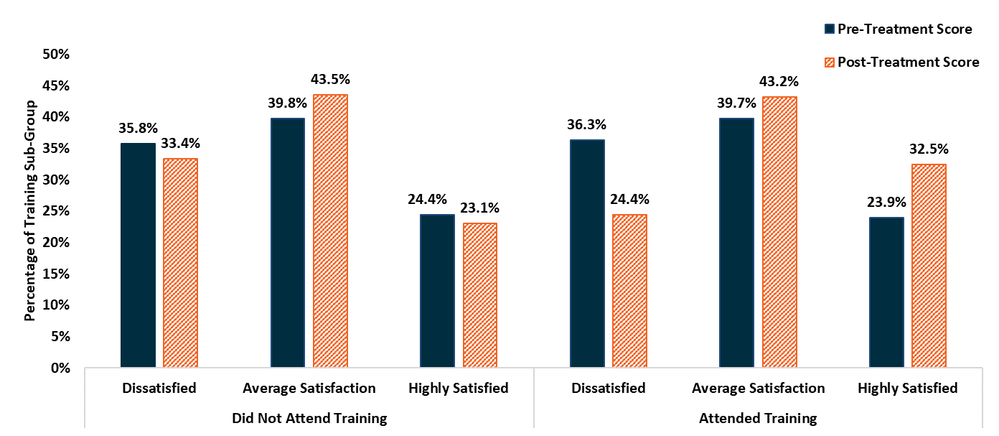 Pre-Treatment Score
Post-Treatment Score
Percentage of Training Sub-Group
50%
45%
40%
35%
30%
25%
20%
15%
10%
5%
0%
35.8%
33.4%
39.8%
43.5%
24.4%
23.1%
36.3%
24.4%
39.7%
43.2%
23.9%
32.5%
Dissatisfied
Average Satisfaction
Highly Satisfied
Dissatisfied
Average Satisfaction
Highly Satisfied
Did Not Attend Training
Attended Training